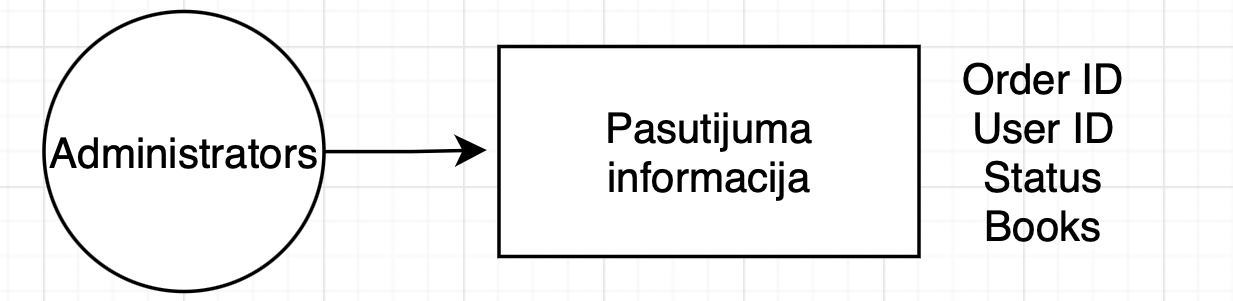 Administrators
Pasutijuma
informacija
Order ID
User ID
Status
Books